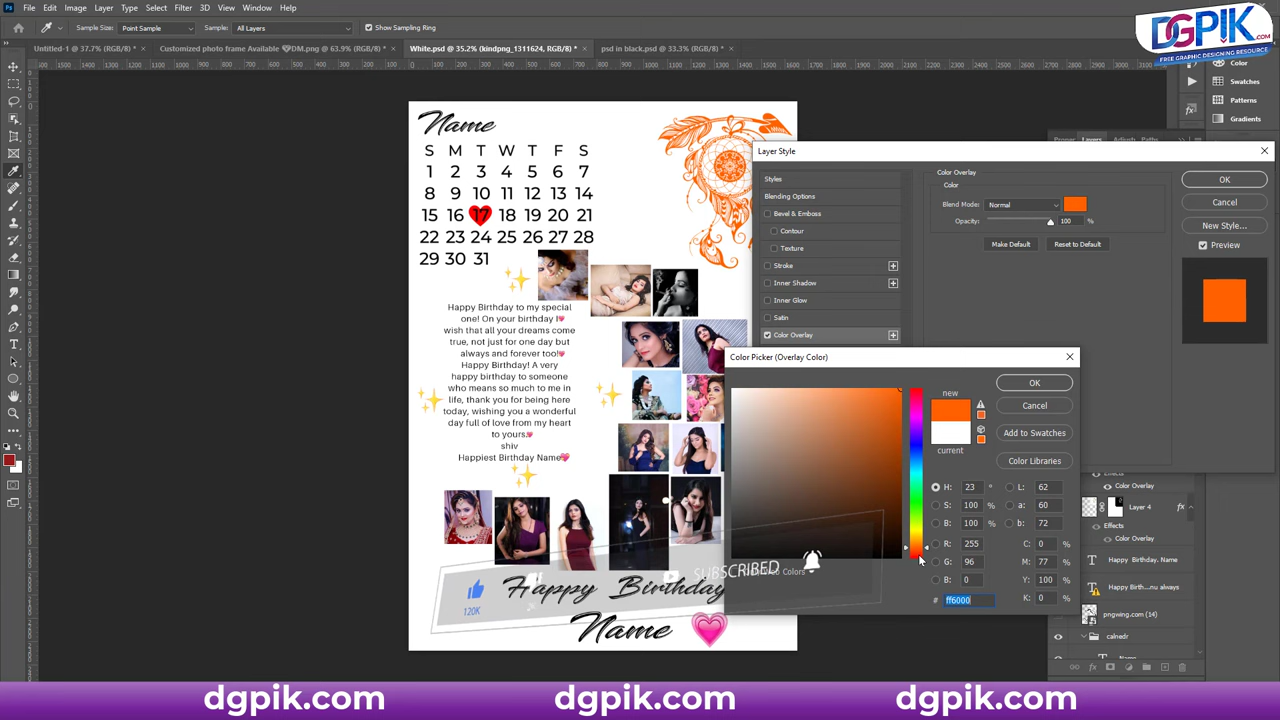 File Edit Image Layer Type Select Filter 3D View Window Help
Sample Size: Point Sample Sample: All Layers Show Sampling Ring
Untitled-1 @ 37.7% (RGB/8) * × Customized photo frame Available DM.png @ 63.9% (RGB/8) * × White.psd @ 35.2% (kindpng_1311624, RGB/8) * × psd in black.psd @ 33.3% (RGB/8) * ×
DGPIK.COM
FREE GRAPHIC DESIGNING RESOURCE
Color
Swatches
Patterns
Gradients
Proper Layers Adjustr Paths
Name
S M T W T F S
1 2 3 4 5 6 7
8 9 10 11 12 13 14
15 16 17 18 19 20 21
22 23 24 25 26 27 28
29 30 31
Happy Birthday to my special
one! On your birthday I
wish that all your dreams come
true, not just for one day but
always and forever too!
Happy Birthday! A very
happy birthday to someone
who means so much to me in
life, thank you for being here
today, wishing you a wonderful
day full of love from my heart
to yours.
shiv
Happiest Birthday Name
Happy Birthday
Name
120K
SUBSCRIBED
Layer Style
Styles
Blending Options
Bevel & Emboss
Contour
Texture
Stroke
Inner Shadow
Inner Glow
Satin
Color Overlay
Color Overlay
Color
Blend Mode: Normal
Opacity: 100 %
Make Default Reset to Default
OK
Cancel
New Style...
Preview
Color Picker (Overlay Color)
new
current
OK
Cancel
Add to Swatches
Color Libraries
H: 23 ° L: 62
S: 100 % a: 60
B: 100 % b: 72
R: 255 C: 0 %
G: 96 M: 77 %
B: 0 Y: 100 %
# ff6000 K: 0 %
Web Colors
Effects
Color Overlay
Layer 4 fx
Effects
Color Overlay
Happy Birthday. Name
Happy Birth...nu always
pngwing.com (14)
calnedr
Name
dgpik.com dgpik.com dgpik.com